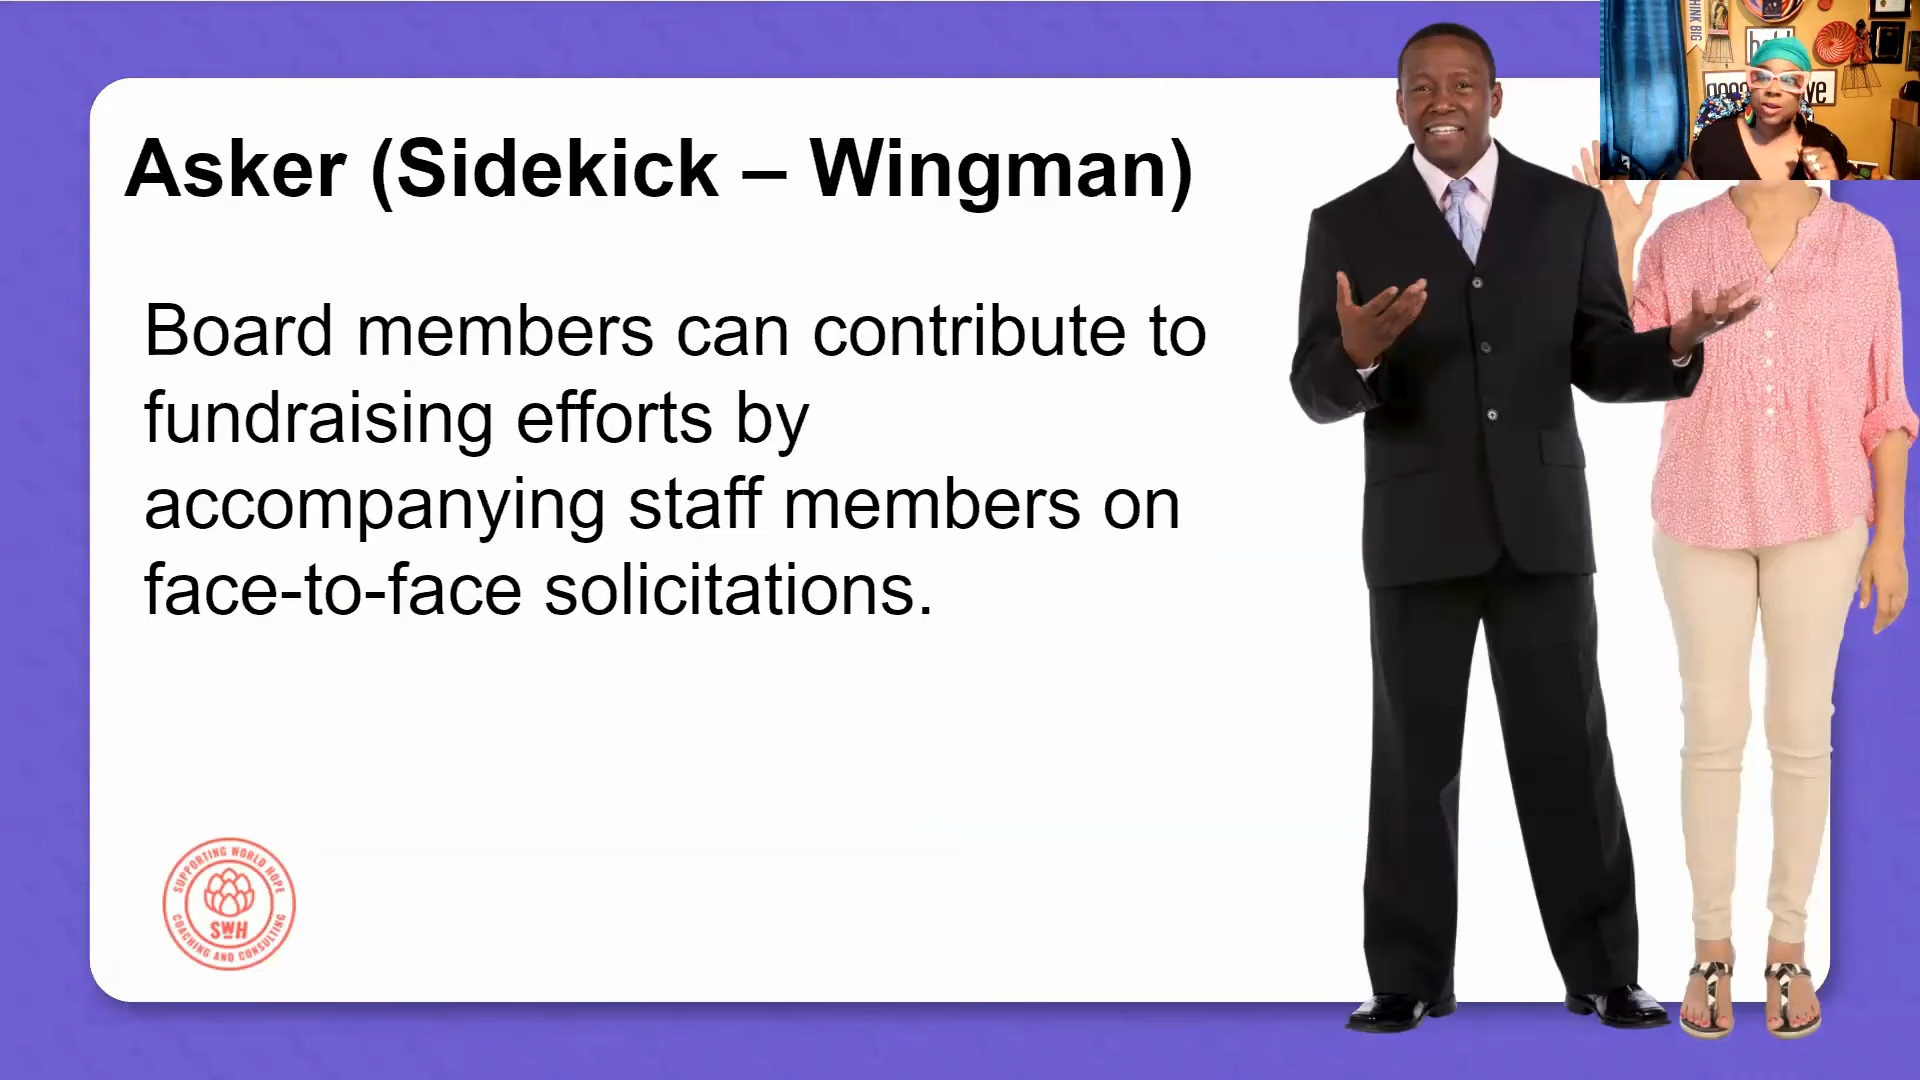 Asker (Sidekick – Wingman)
Board members can contribute to
fundraising efforts by
accompanying staff members on
face-to-face solicitations.
SUPPORTING WORLD HOPE
SWH
COACHING AND CONSULTING
THINK BIG